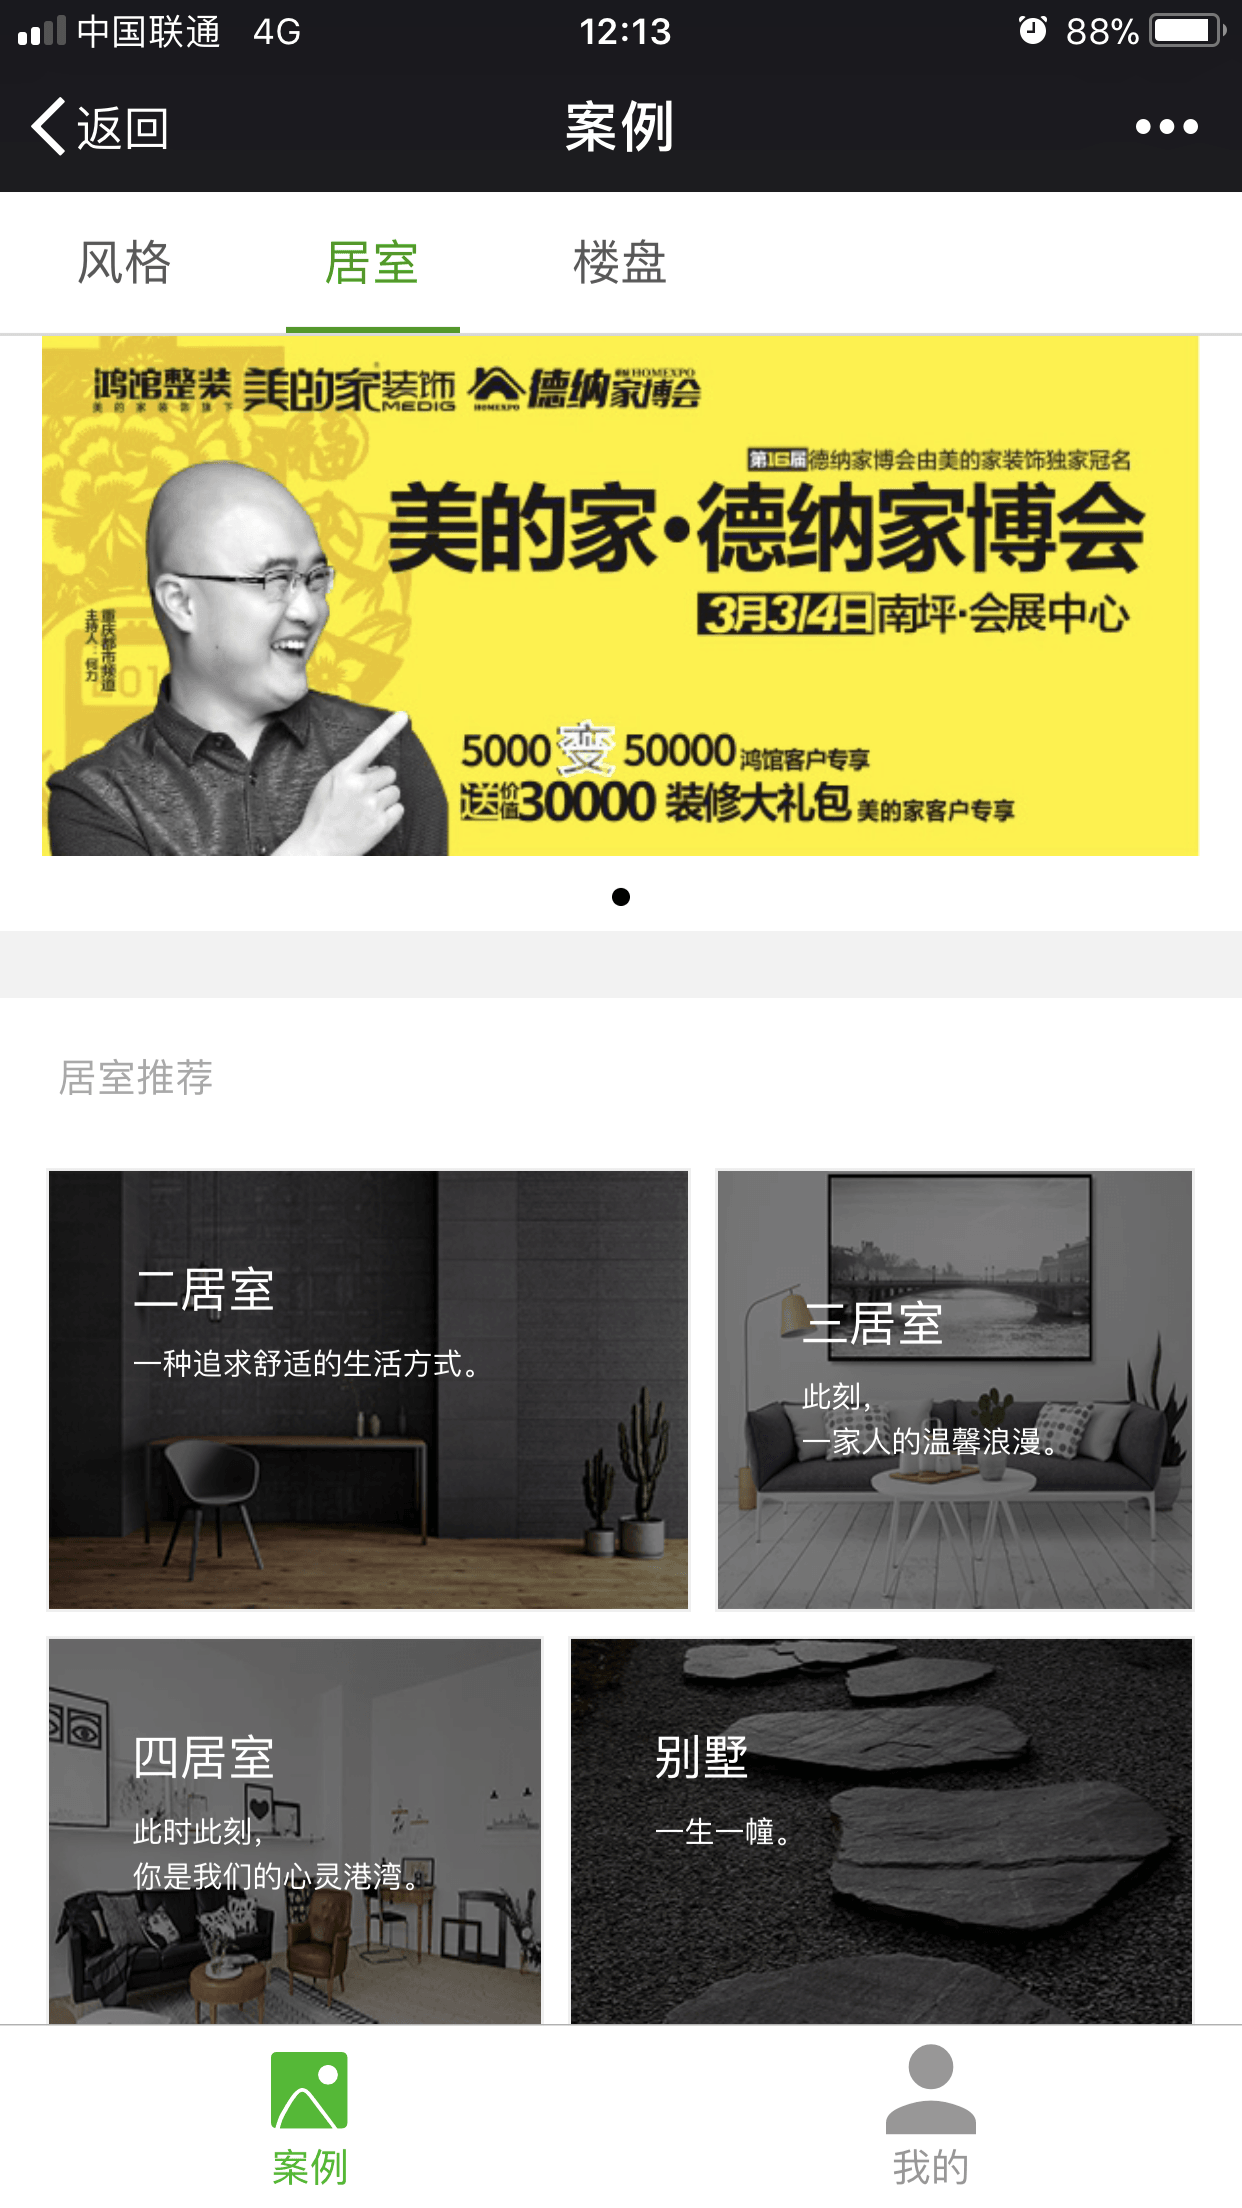 中国联通 4G 12:13 88%
返回 案例
风格 居室 楼盘
鸿馆整装 美的家装饰 MEDIG HOMEXPO 德纳家博会 HOMEXPO
美的家装饰旗下
第16届德纳家博会由美的家装饰独家冠名
美的家·德纳家博会
3月3/4日南坪·会展中心
重庆都市频道
主持人:何力
5000变50000鸿馆客户专享
送价值30000装修大礼包美的家客户专享
居室推荐
二居室
一种追求舒适的生活方式。
三居室
此刻,
一家人的温馨浪漫。
四居室
此时此刻,
你是我们的心灵港湾。
别墅
一生一幢。
案例 我的